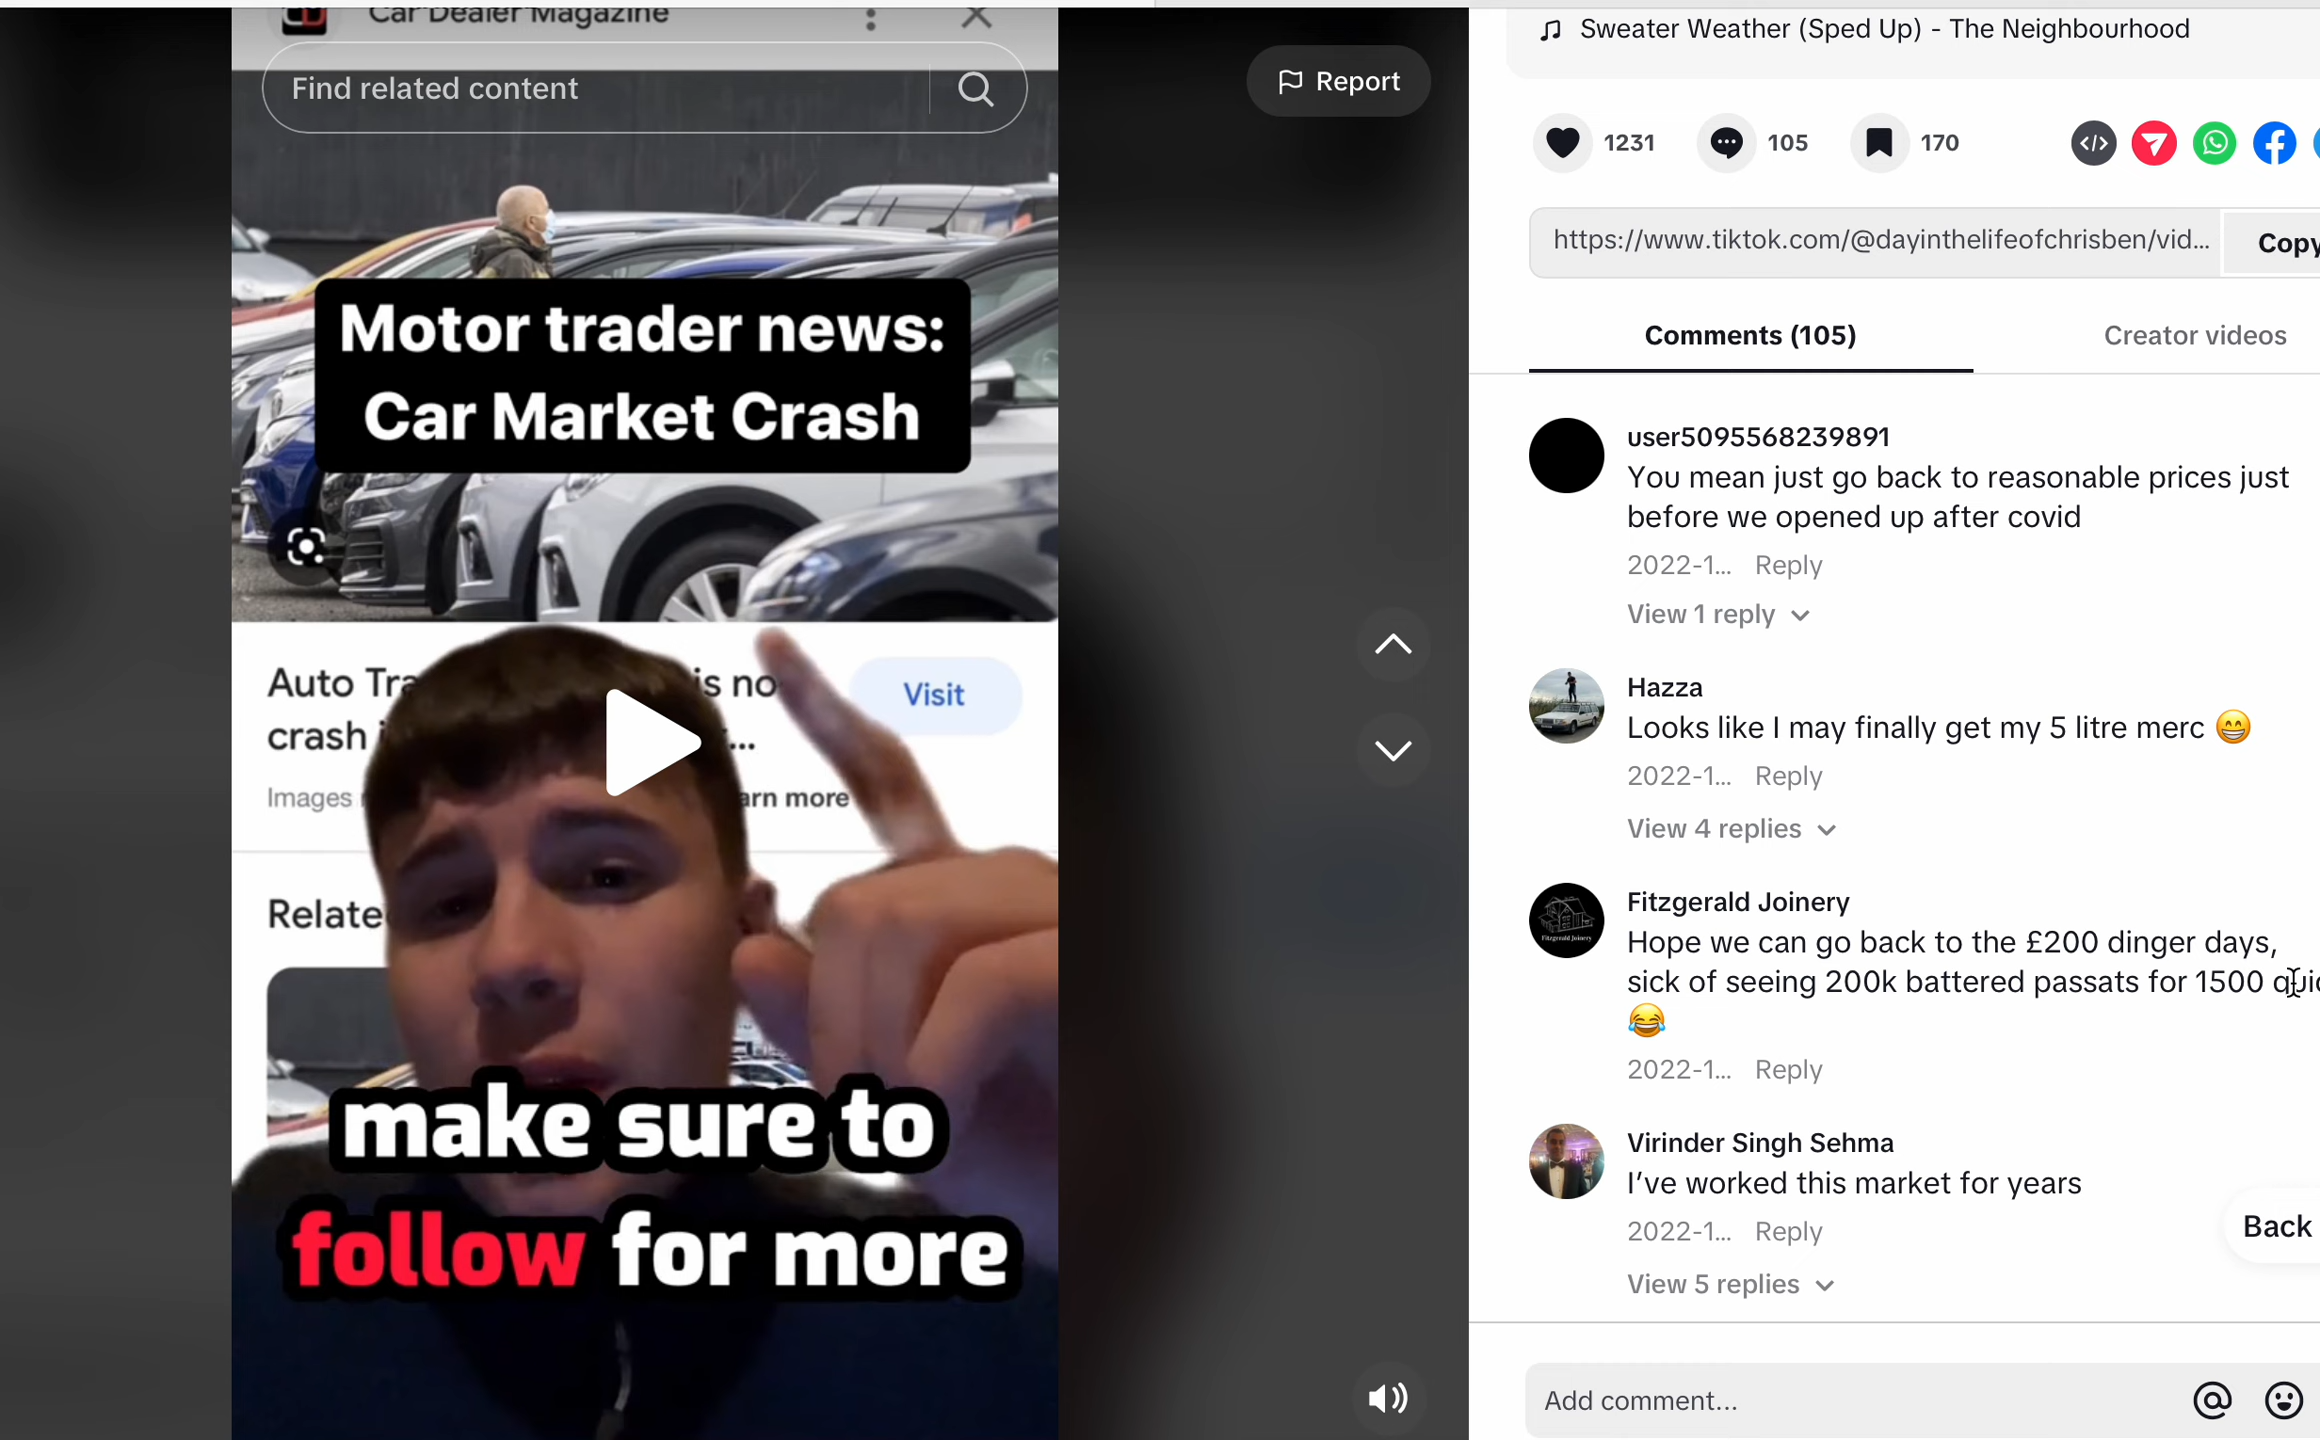 Car Dealer Magazine
Find related content
Motor trader news:
Car Market Crash
Auto Tra is no
crash
...
Visit
Images
arn more
Relate
make sure to
follow for more
Report
Sweater Weather (Sped Up) - The Neighbourhood
1231
105
170
https://www.tiktok.com/@dayinthelifeofchrisben/vid...
Copy
Comments (105)
Creator videos
user5095568239891
You mean just go back to reasonable prices just
before we opened up after covid
2022-1... Reply
View 1 reply
Hazza
Looks like I may finally get my 5 litre merc 😁
2022-1... Reply
View 4 replies
Fitzgerald Joinery
Fitzgerald Joinery
Hope we can go back to the £200 dinger days,
sick of seeing 200k battered passats for 1500 quic
😂
2022-1... Reply
Virinder Singh Sehma
I’ve worked this market for years
2022-1... Reply
View 5 replies
Back
Add comment...